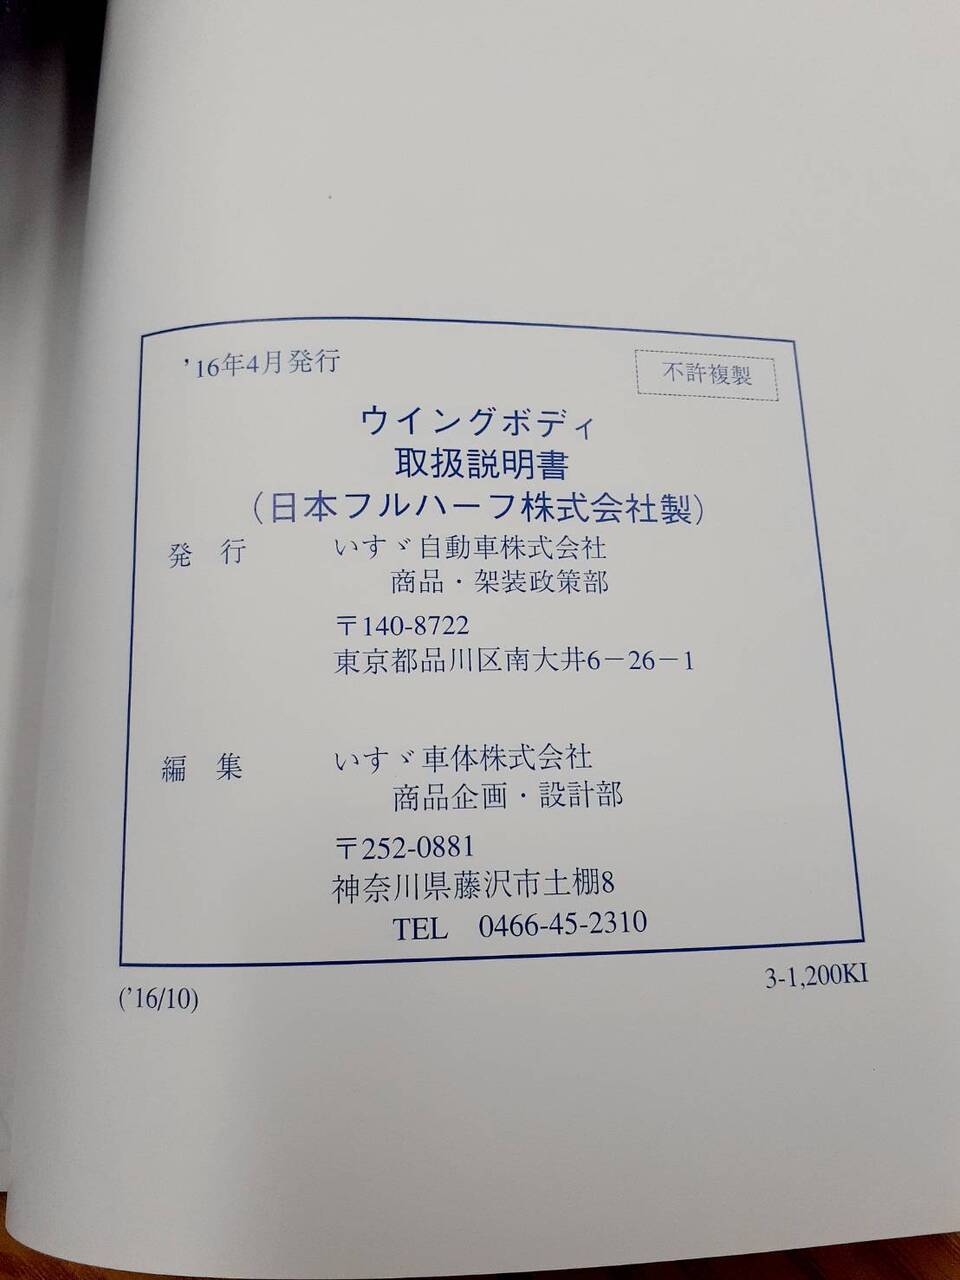 ’16年4月発行
不許複製
ウイングボディ
取扱説明書
（日本フルハーフ株式会社製）
発　行　いすゞ自動車株式会社
商品・架装政策部
〒140-8722
東京都品川区南大井6－26－1
編　集　いすゞ車体株式会社
商品企画・設計部
〒252-0881
神奈川県藤沢市土棚8
TEL　0466-45-2310
(’16/10)
3-1,200KI